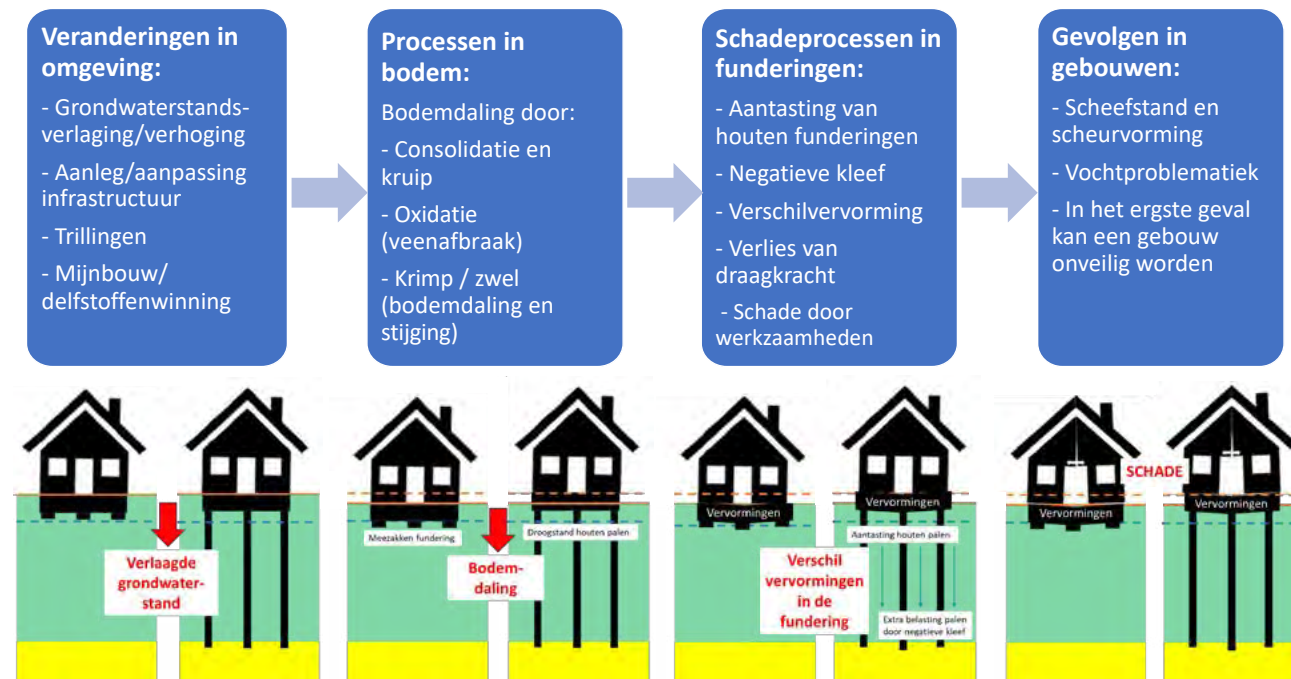 Veranderingen in
omgeving:
- Grondwaterstands-
verlaging/verhoging
- Aanleg/aanpassing
infrastructuur
- Trillingen
- Mijnbouw/
delfstoffenwinning
Processen in
bodem:
Bodemdaling door:
- Consolidatie en
kruip
- Oxidatie
(veenafbraak)
- Krimp / zwel
(bodemdaling en
stijging)
Schadeprocessen in
funderingen:
- Aantasting van
houten funderingen
- Negatieve kleef
- Verschilvervorming
- Verlies van
draagkracht
- Schade door
werkzaamheden
Gevolgen in
gebouwen:
- Scheefstand en
scheurvorming
- Vochtproblematiek
- In het ergste geval
kan een gebouw
onveilig worden
Verlaagde
grondwater-
stand
Meezakken fundering
Droogstand houten palen
Bodem-
daling
Vervormingen
Vervormingen
Aantasting houten palen
Verschil
vervormingen
in de
fundering
Extra belasting palen
door negatieve kleef
SCHADE
Vervormingen
Vervormingen